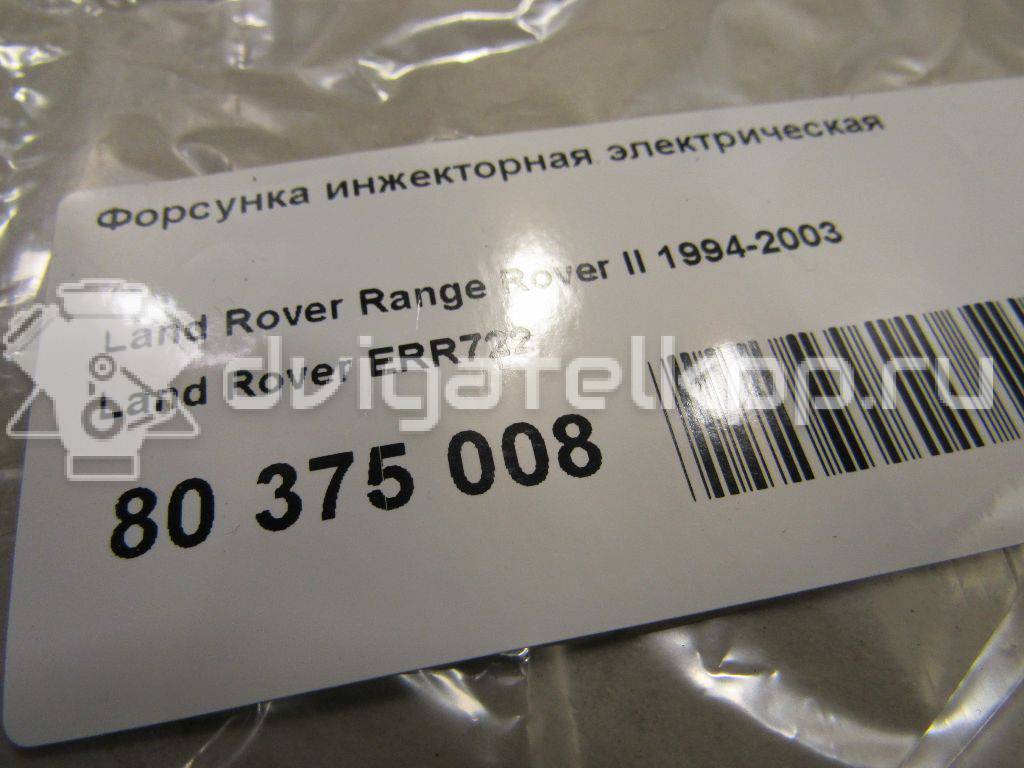 Форсунка инжекторная электрическая
Land Rover Range Rover II 1994-2003
Land Rover ERR722
80 375 008
dvigatelkop.ru